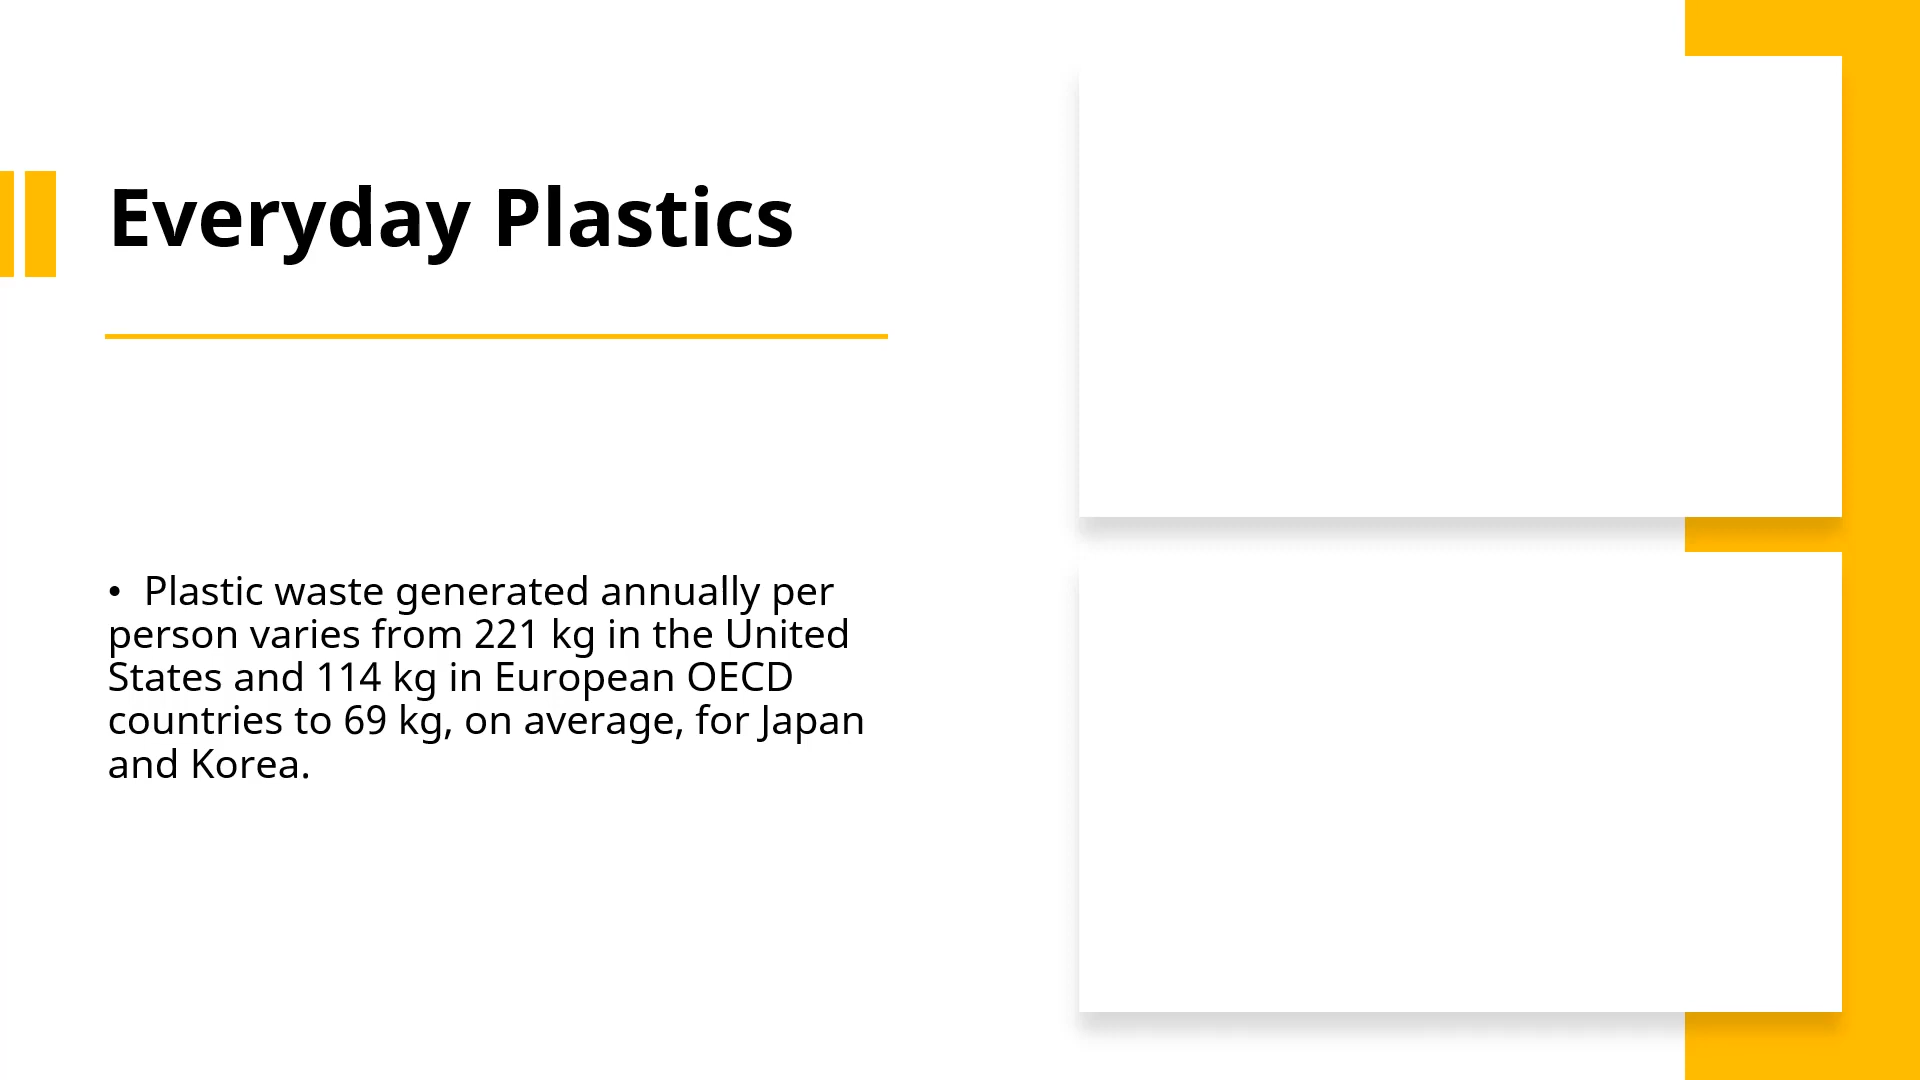 Everyday Plastics
• Plastic waste generated annually per
person varies from 221 kg in the United
States and 114 kg in European OECD
countries to 69 kg, on average, for Japan
and Korea.